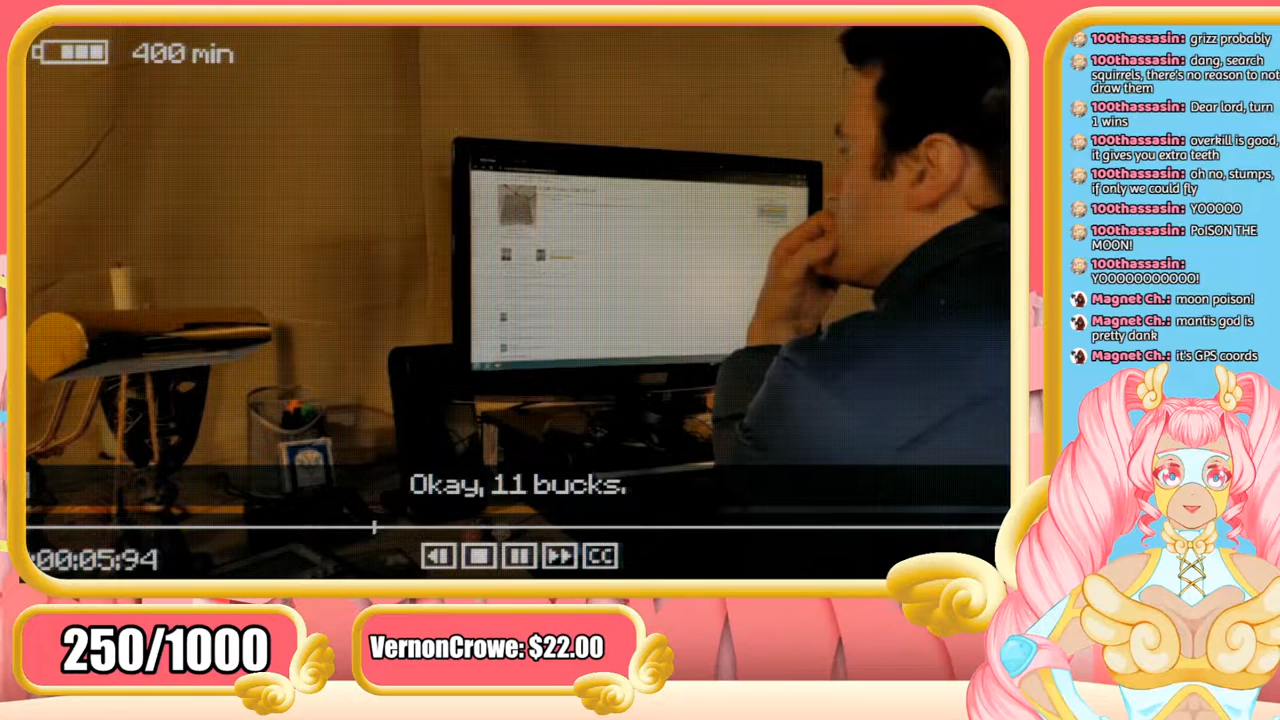 400 min
Okay, 11 bucks.
:00:05:94
CC
250/1000
VernonCrowe: $22.00
100thassasin: grizz probably
100thassasin: dang, search
squirrels, there's no reason to not
draw them
100thassasin: Dear lord, turn
1 wins
100thassasin: overkill is good,
it gives you extra teeth
100thassasin: oh no, stumps,
if only we could fly
100thassasin: YOOOOO
100thassasin: PoISON THE
MOON!
100thassasin:
YOOOOOOOOOOO!
Magnet Ch.: moon poison!
Magnet Ch.: mantis god is
pretty dank
Magnet Ch.: it's GPS coords